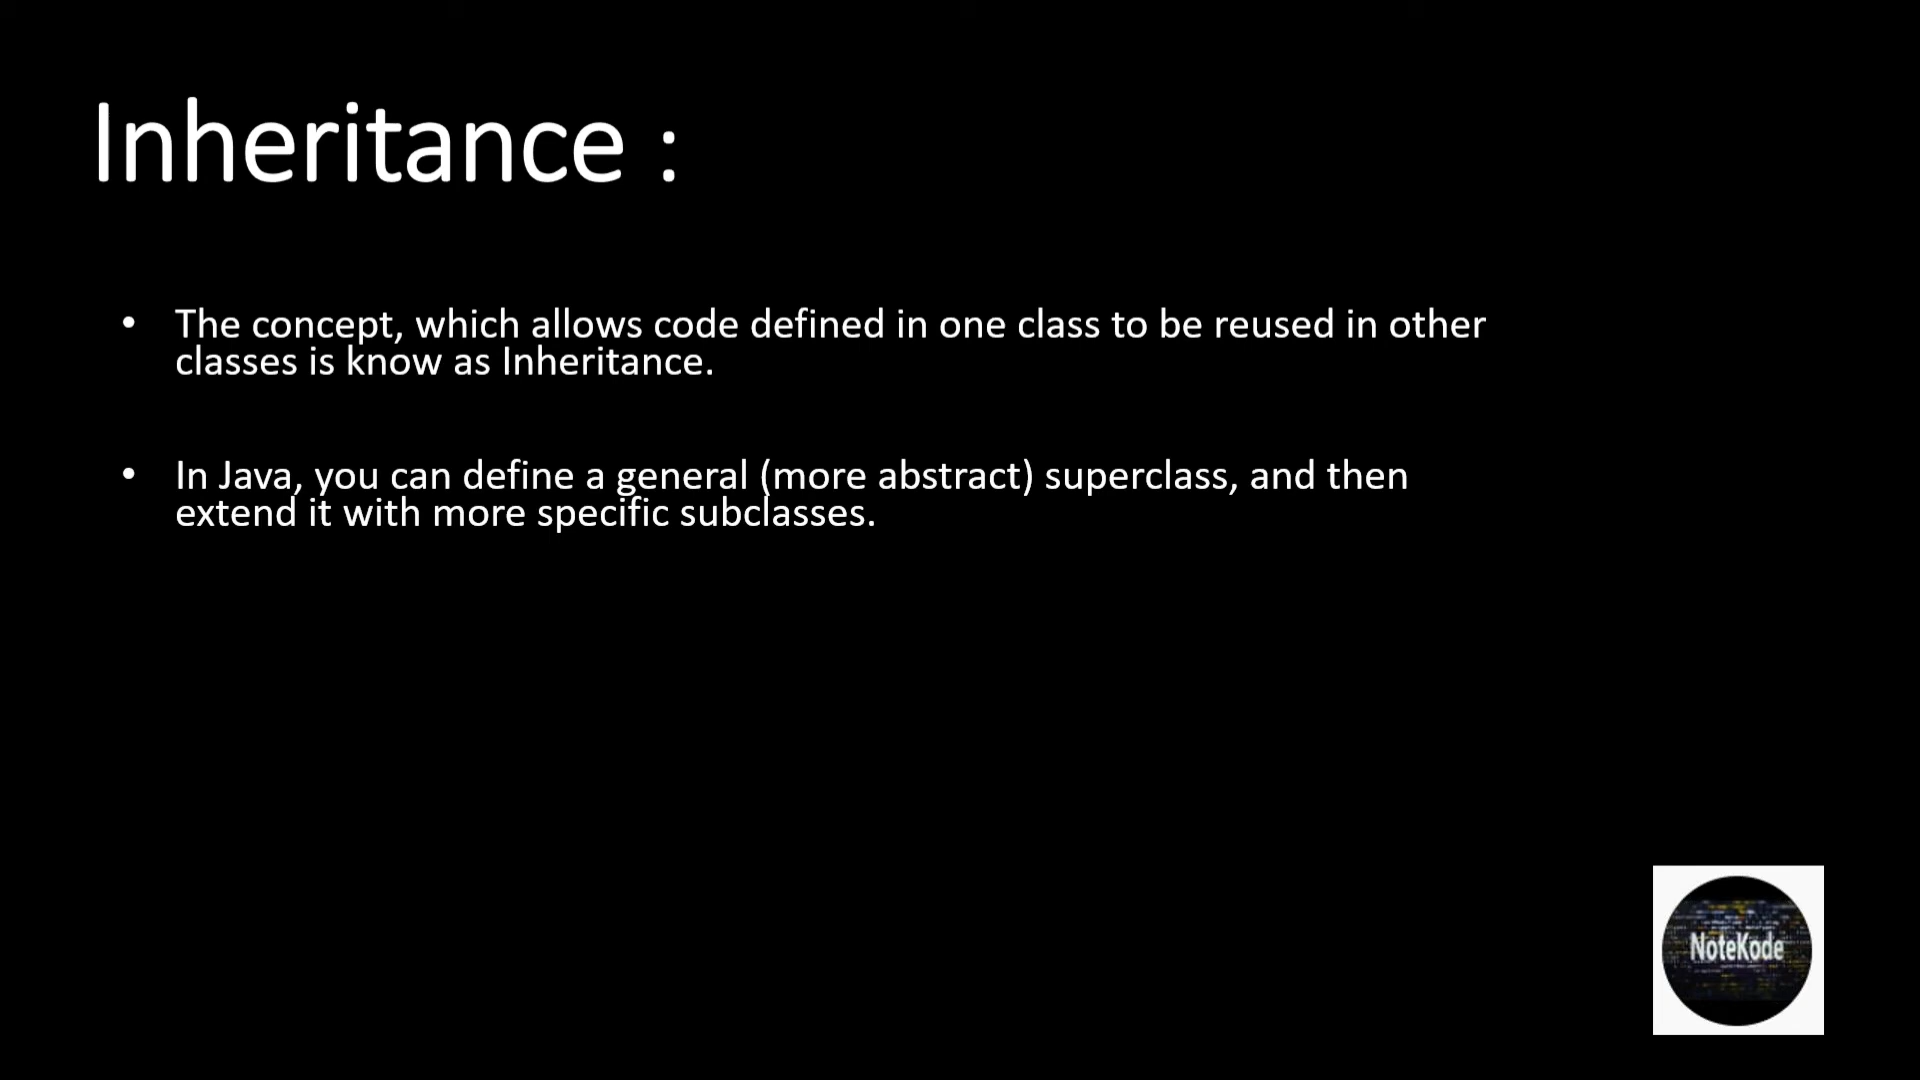 Inheritance :
• The concept, which allows code defined in one class to be reused in other
classes is know as Inheritance.
• In Java, you can define a general (more abstract) superclass, and then
extend it with more specific subclasses.
NoteKode